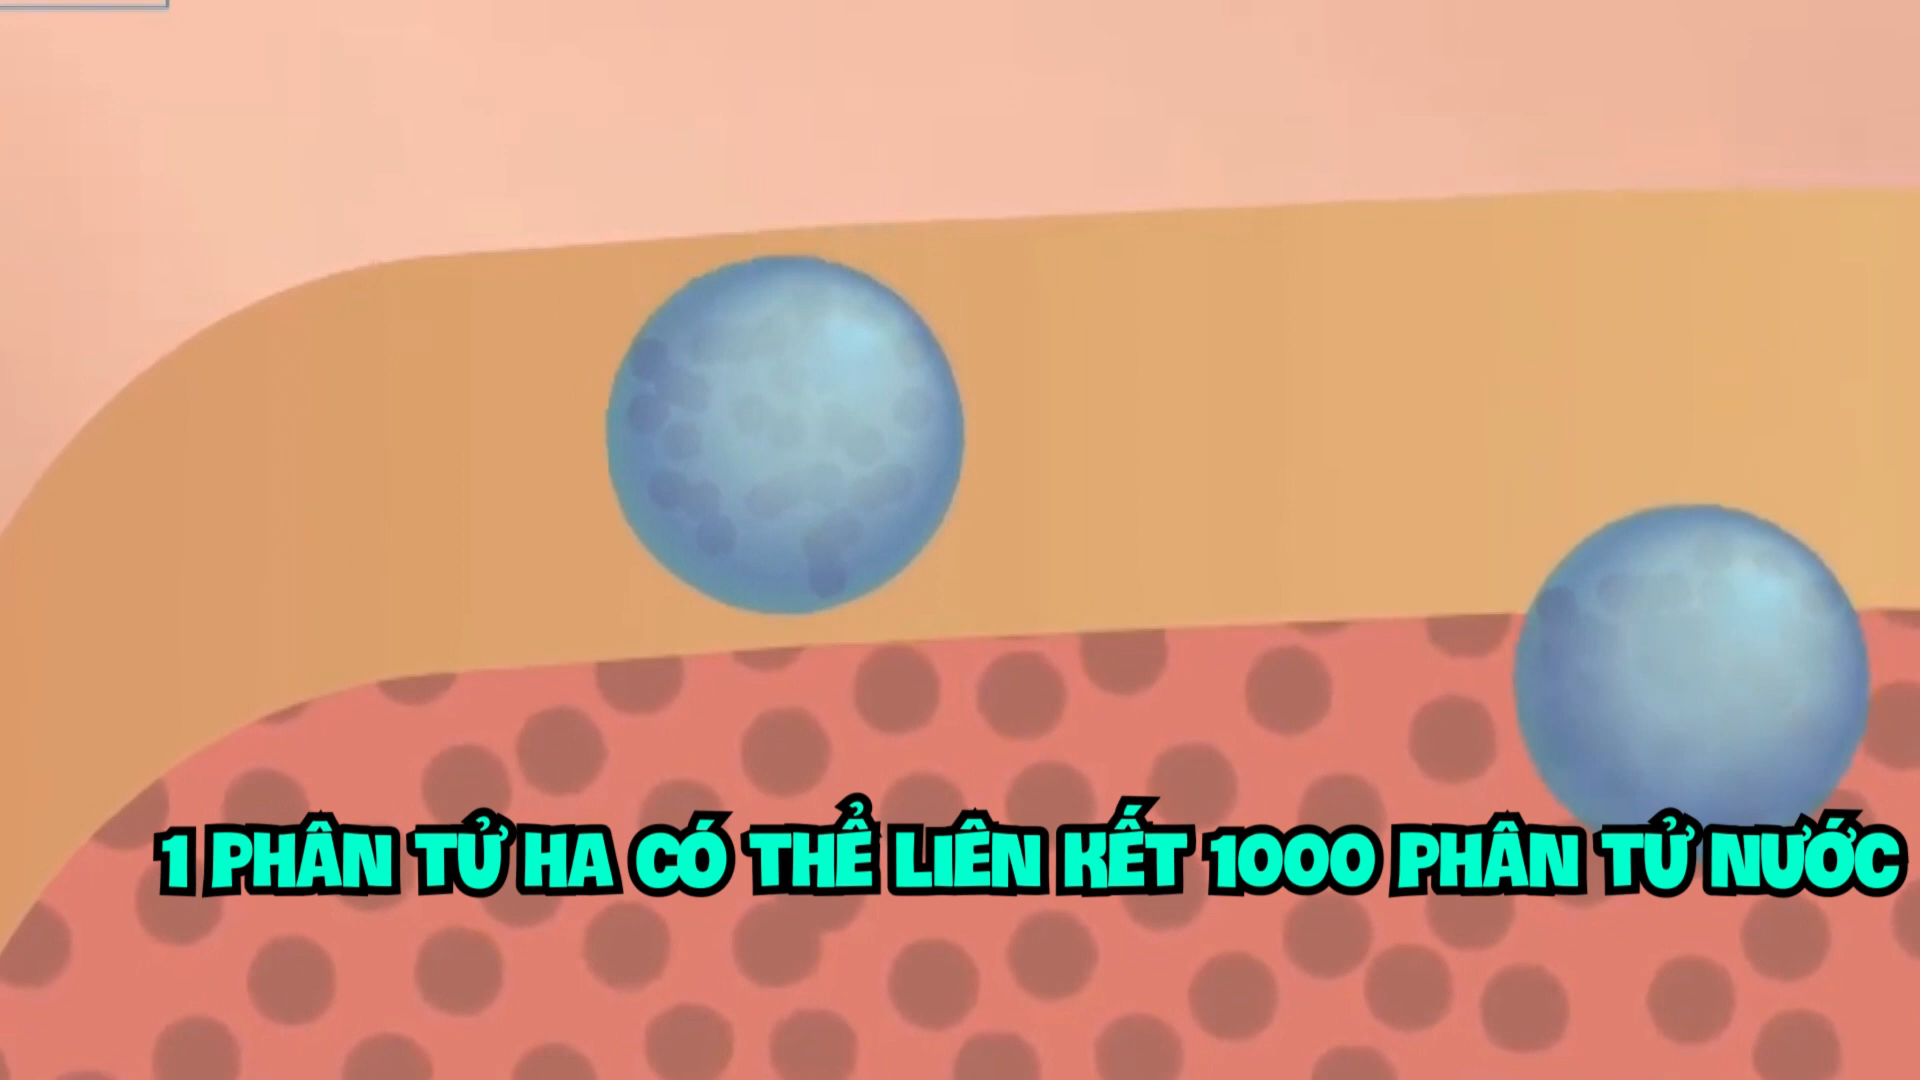 1 PHÂN TỬ HA CÓ THỂ LIÊN KẾT 1000 PHÂN TỬ NƯỚC